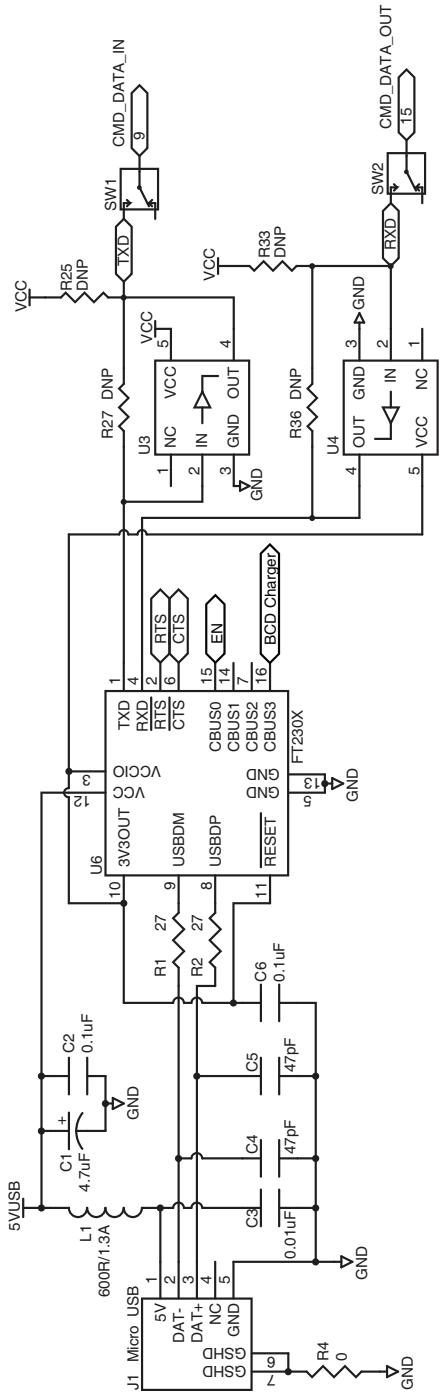 5VUSB
L1
600R/1.3A
C1
4.7uF
+
C2
0.1uF
GND
J1 Micro_USB
5V
1
DAT-
2
DAT+
3
NC
4
GND
5
GSHD
6
GSHD
7
R4
0
GND
C3
0.01uF
C4
47pF
C5
47pF
C6
0.1uF
GND
R1
27
R2
27
U6
3V3OUT
10
USBDM
9
USBDP
8
RESET
11
VCC
12
VCCIO
3
TXD
1
RXD
4
RTS
2
CTS
6
CBUS0
15
CBUS1
14
CBUS2
7
CBUS3
16
GND
5
GND
13
FT230X
GND
RTS
CTS
EN
BCD Charger
R27 DNP
VCC
R25
DNP
U3
NC
1
IN
2
GND
3
VCC
5
OUT
4
VCC
GND
TXD
SW1
CMD_DATA_IN
9
R36 DNP
VCC
R33
DNP
U4
OUT
4
VCC
5
GND
3
IN
2
NC
1
GND
RXD
SW2
CMD_DATA_OUT
15